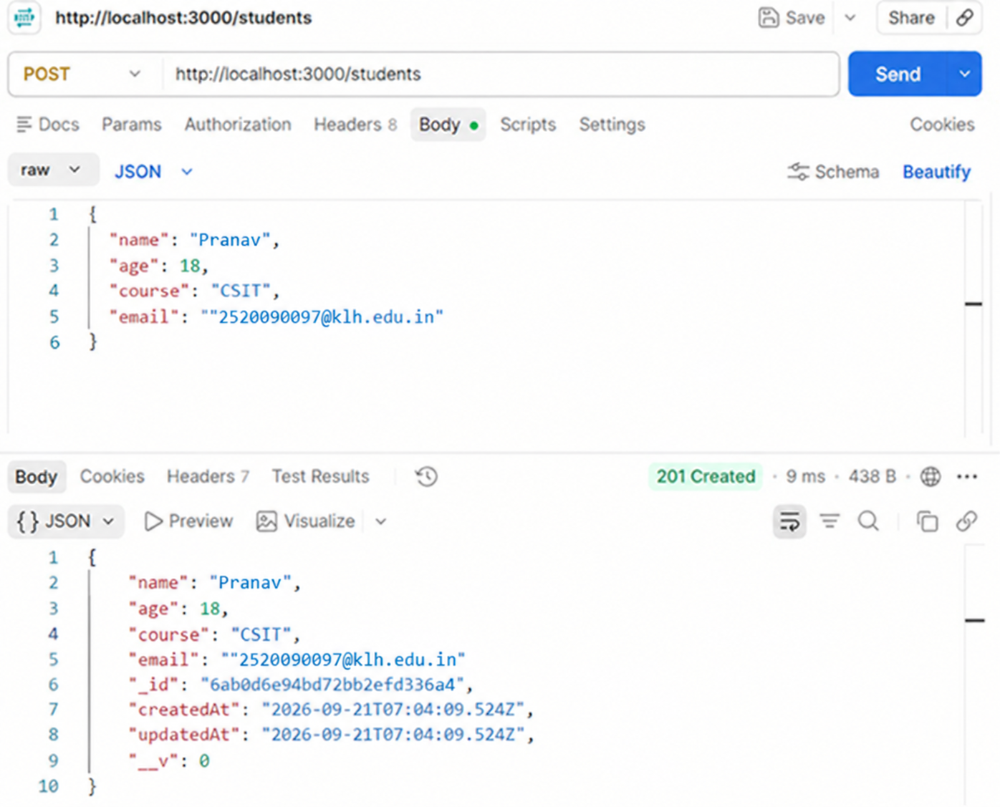 http://localhost:3000/students Save Share
POST http://localhost:3000/students Send
Docs Params Authorization Headers 8 Body Scripts Settings Cookies
raw JSON Schema Beautify
1 {
2 "name": "Pranav",
3 "age": 18,
4 "course": "CSIT",
5 "email": ""2520090097@klh.edu.in"
6 }
Body Cookies Headers 7 Test Results 201 Created · 9 ms · 438 B ·
{} JSON Preview Visualize
1 {
2 "name": "Pranav",
3 "age": 18,
4 "course": "CSIT",
5 "email": ""2520090097@klh.edu.in"
6 "_id": "6ab0d6e94bd72bb2efd336a4",
7 "createdAt": "2026-09-21T07:04:09.524Z",
8 "updatedAt": "2026-09-21T07:04:09.524Z",
9 "__v": 0
10 }